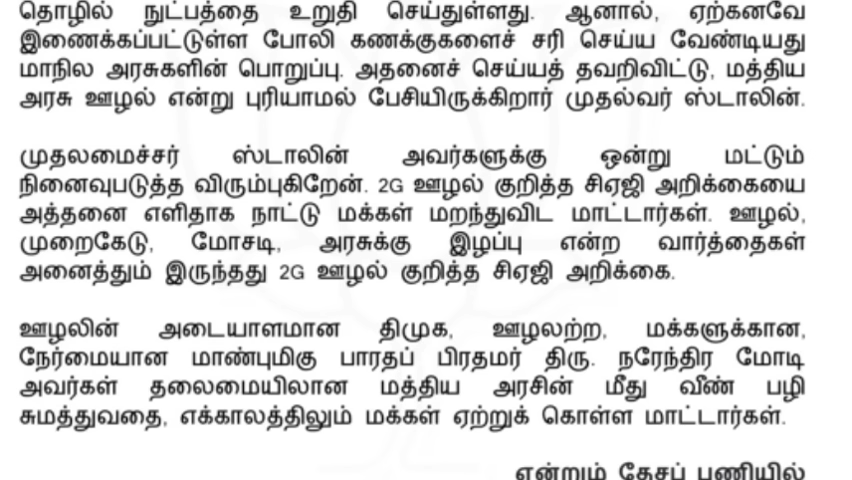 தொழில் நுட்பத்தை உறுதி செய்துள்ளது. ஆனால், ஏற்கனவே
இணைக்கப்பட்டுள்ள போலி கணக்குகளைச் சரி செய்ய வேண்டியது
மாநில அரசுகளின் பொறுப்பு. அதனைச் செய்யத் தவறிவிட்டு, மத்திய
அரசு ஊழல் என்று புரியாமல் பேசியிருக்கிறார் முதல்வர் ஸ்டாலின்.
முதலமைச்சர் ஸ்டாலின் அவர்களுக்கு ஒன்று மட்டும்
நினைவுபடுத்த விரும்புகிறேன். 2G ஊழல் குறித்த சிஏஜி அறிக்கையை
அத்தனை எளிதாக நாட்டு மக்கள் மறந்துவிட மாட்டார்கள். ஊழல்,
முறைகேடு, மோசடி, அரசுக்கு இழப்பு என்ற வார்த்தைகள்
அனைத்தும் இருந்தது 2G ஊழல் குறித்த சிஏஜி அறிக்கை.
ஊழலின் அடையாளமான திமுக, ஊழலற்ற, மக்களுக்கான,
நேர்மையான மாண்புமிகு பாரதப் பிரதமர் திரு. நரேந்திர மோடி
அவர்கள் தலைமையிலான மத்திய அரசின் மீது வீண் பழி
சுமத்துவதை, எக்காலத்திலும் மக்கள் ஏற்றுக் கொள்ள மாட்டார்கள்.
என்றும் தேசப் பணியில்